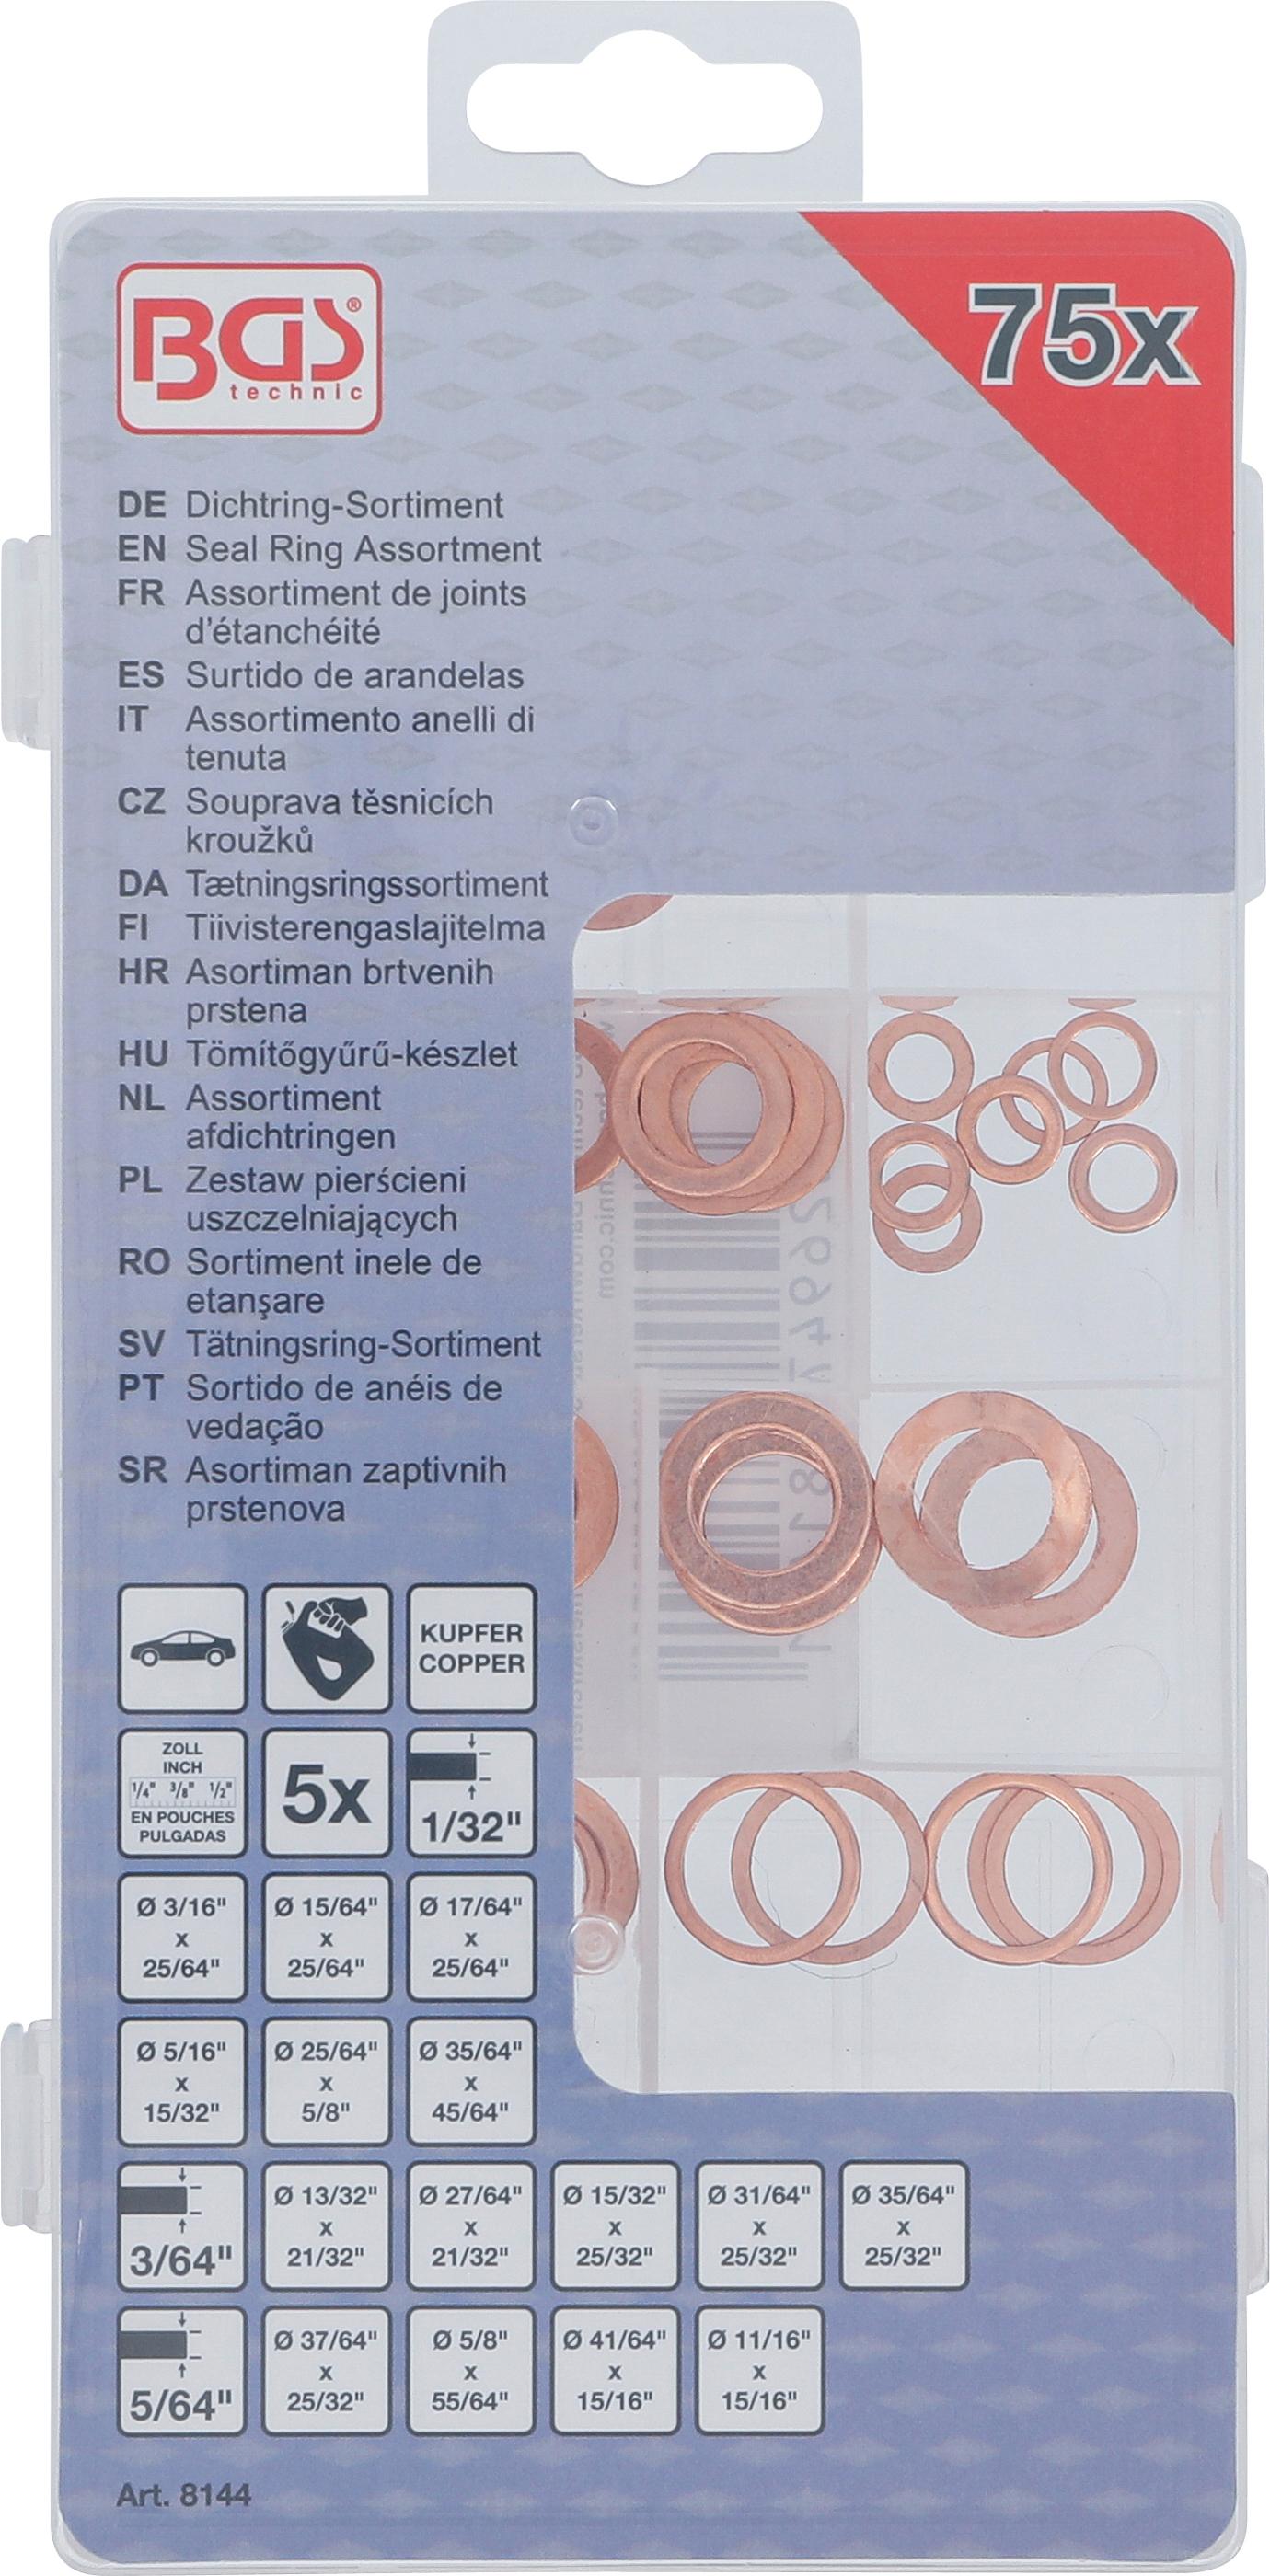 BGS®
technic
75x
DE Dichtring-Sortiment
EN Seal Ring Assortment
FR Assortiment de joints
d'étanchéité
ES Surtido de arandelas
IT Assortimento anelli di
tenuta
CZ Souprava těsnicích
kroužků
DA Tætningsringssortiment
FI Tiivisterengaslajitelma
HR Asortiman brtvenih
prstena
HU Tömítőgyűrű-készlet
NL Assortiment
afdichtringen
PL Zestaw pierścieni
uszczelniających
RO Sortiment inele de
etanşare
SV Tätningsring-Sortiment
PT Sortido de anéis de
vedação
SR Asortiman zaptivnih
prstenova
KUPFER
COPPER
ZOLL
INCH
1/4" 3/8" 1/2"
EN POUCHES
PULGADAS
5x
1/32"
Ø 3/16"
x
25/64"
Ø 15/64"
x
25/64"
Ø 17/64"
x
25/64"
Ø 5/16"
x
15/32"
Ø 25/64"
x
5/8"
Ø 35/64"
x
45/64"
3/64"
Ø 13/32"
x
21/32"
Ø 27/64"
x
21/32"
Ø 15/32"
x
25/32"
Ø 31/64"
x
25/32"
Ø 35/64"
x
25/32"
5/64"
Ø 37/64"
x
25/32"
Ø 5/8"
x
55/64"
Ø 41/64"
x
15/16"
Ø 11/16"
x
15/16"
Art. 8144